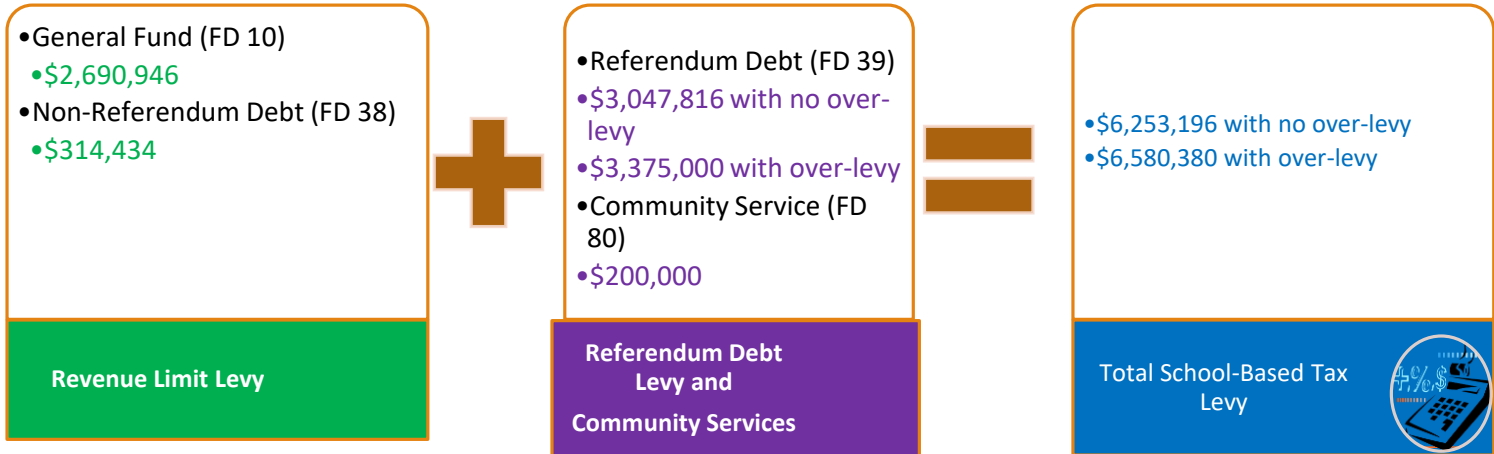 •General Fund (FD 10)
•$2,690,946
•Non-Referendum Debt (FD 38)
•$314,434
Revenue Limit Levy
•Referendum Debt (FD 39)
•$3,047,816 with no over-
levy
•$3,375,000 with over-levy
•Community Service (FD
80)
•$200,000
Referendum Debt
Levy and
Community Services
•$6,253,196 with no over-levy
•$6,580,380 with over-levy
Total School-Based Tax
Levy
+%$